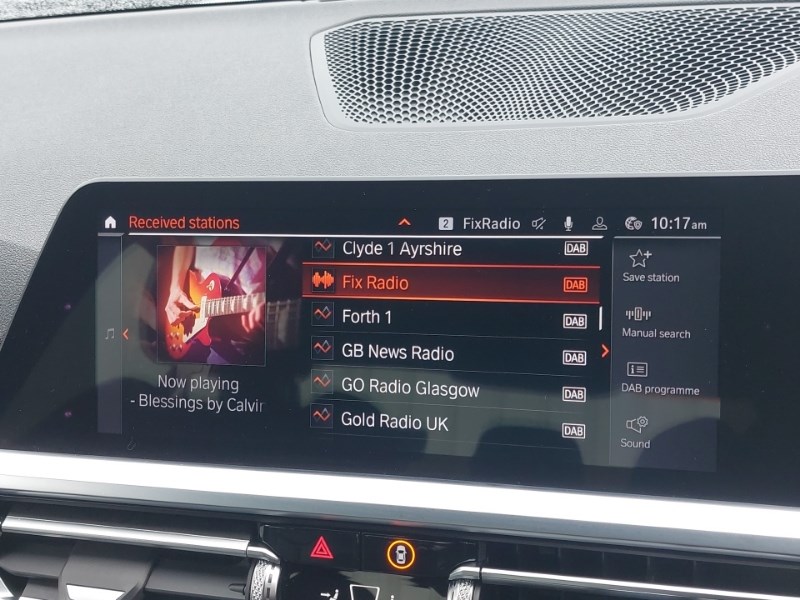 Received stations
2 FixRadio 10:17am
Clyde 1 Ayrshire DAB
Fix Radio DAB
Forth 1 DAB
GB News Radio DAB
GO Radio Glasgow DAB
Gold Radio UK DAB
Now playing
- Blessings by Calvir
Save station
Manual search
DAB programme
Sound